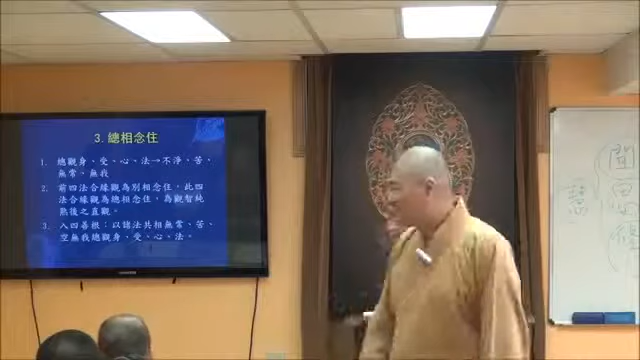 3. 總相念住
1. 總觀身、受、心、法→不淨、苦、
無常、無我
2. 前四法合緣觀為別相念住，此四
法合緣觀為總相念住，為觀智純
熟後之直觀。
3. 入四善根：以諸法共相無常、苦、
空無我總觀身、受、心、法。
慧
聞
思
修